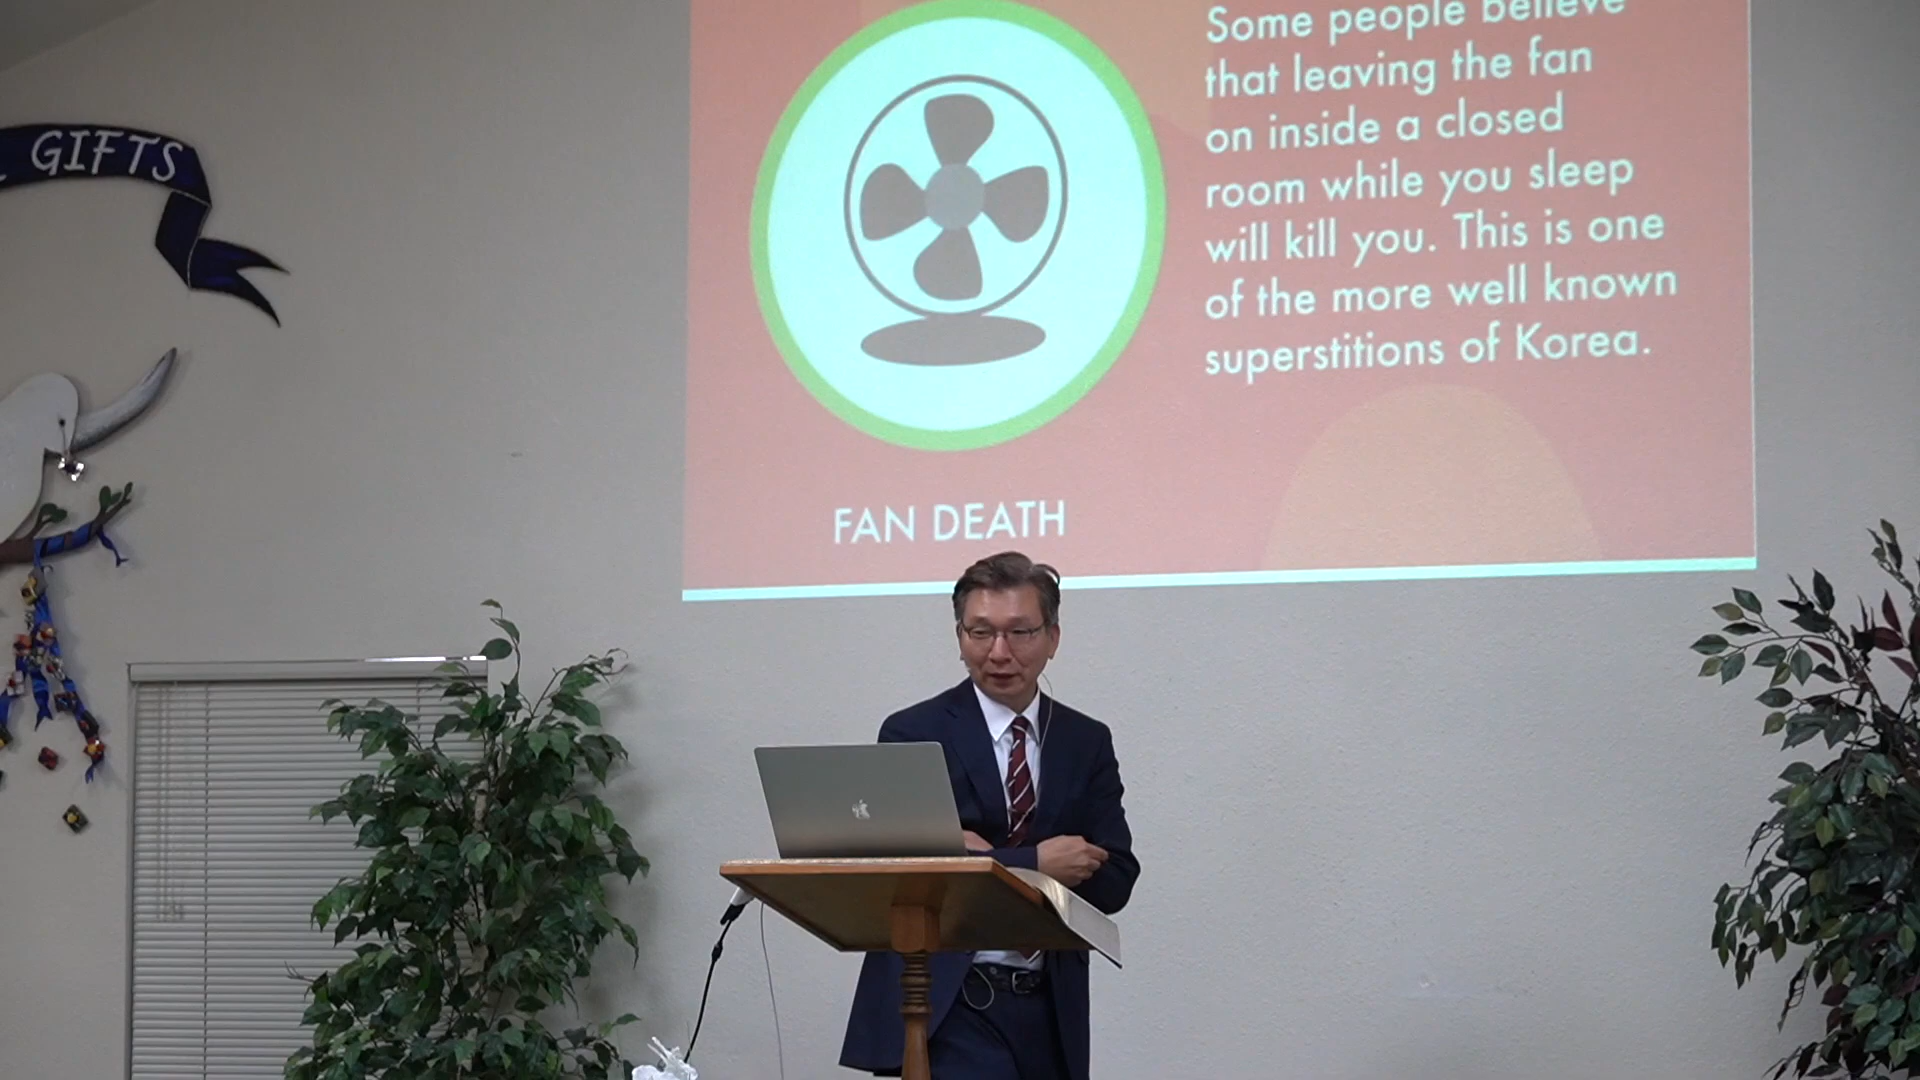 GIFTS
Some people believe
that leaving the fan
on inside a closed
room while you sleep
will kill you. This is one
of the more well known
superstitions of Korea.
FAN DEATH